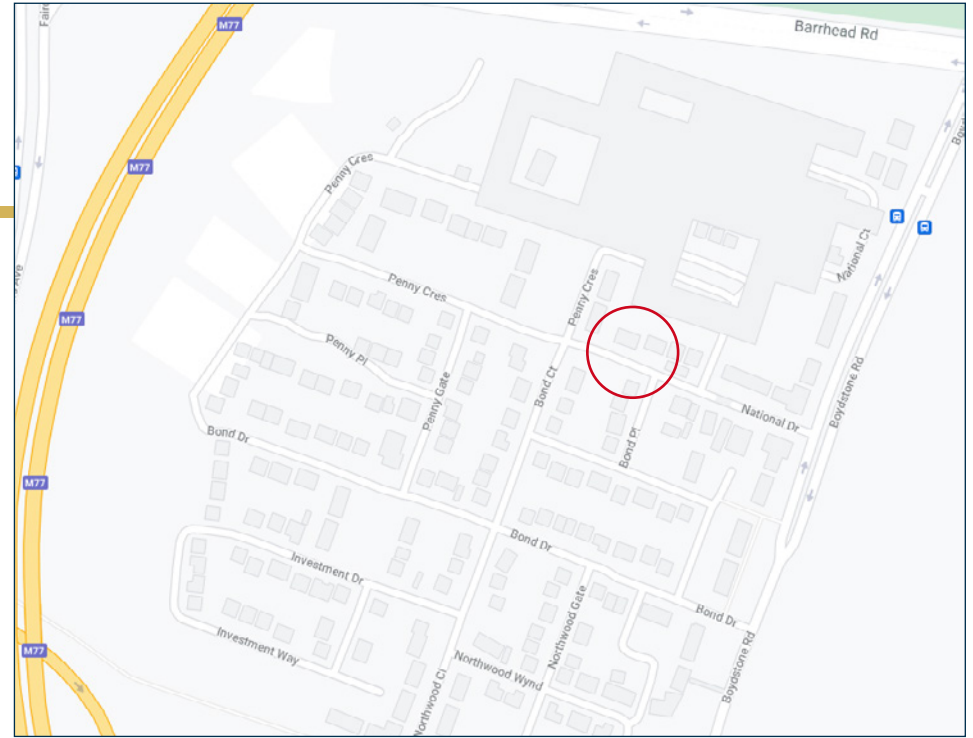 M77
Barrhead Rd
M77
Penny Cres
National Ct
Penny Cres
Penny Cres
M77
Penny Pl
Bond Ct
Penny Gate
National Dr
Boydstone Rd
Bond Dr
Bond Pl
M77
Bond Dr
Investment Dr
Northwood Gate
Bond Dr
Investment Way
M77
Northwood Wynd
Boydstone Rd
Ave